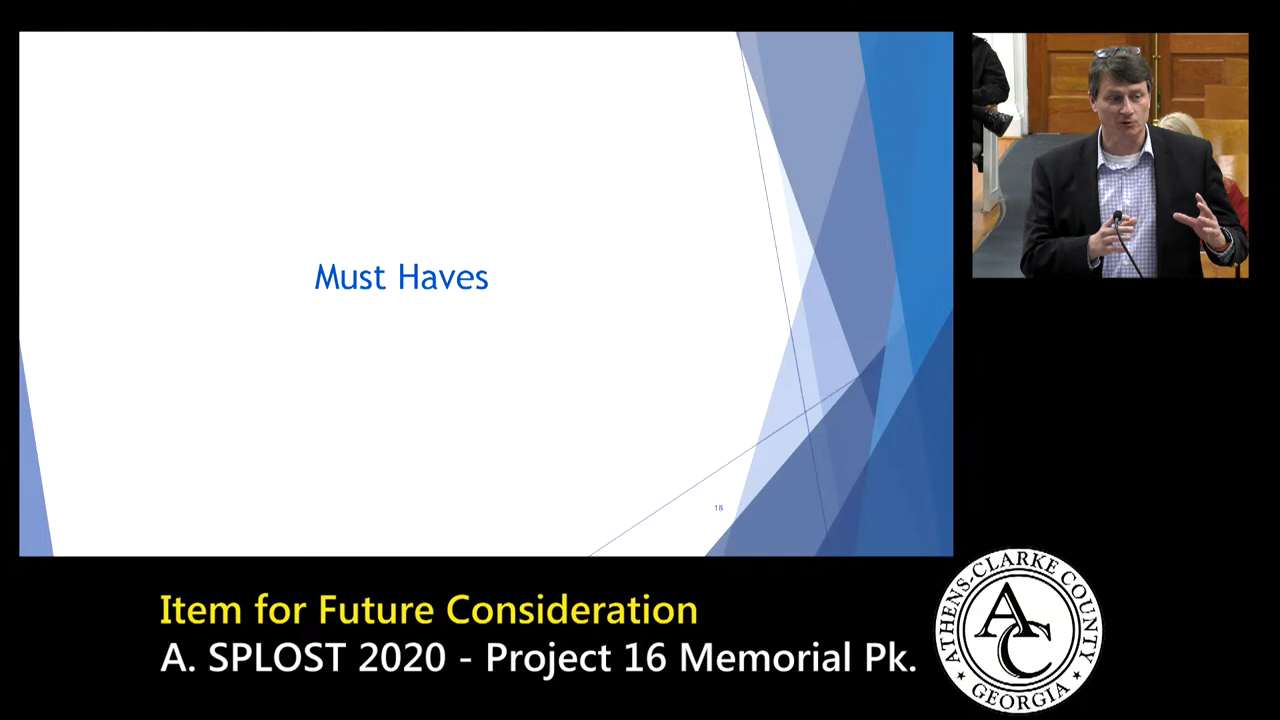 Must Haves
18
Item for Future Consideration
A. SPLOST 2020 - Project 16 Memorial Pk.
ATHENS-CLARKE COUNTY
AC
GEORGIA